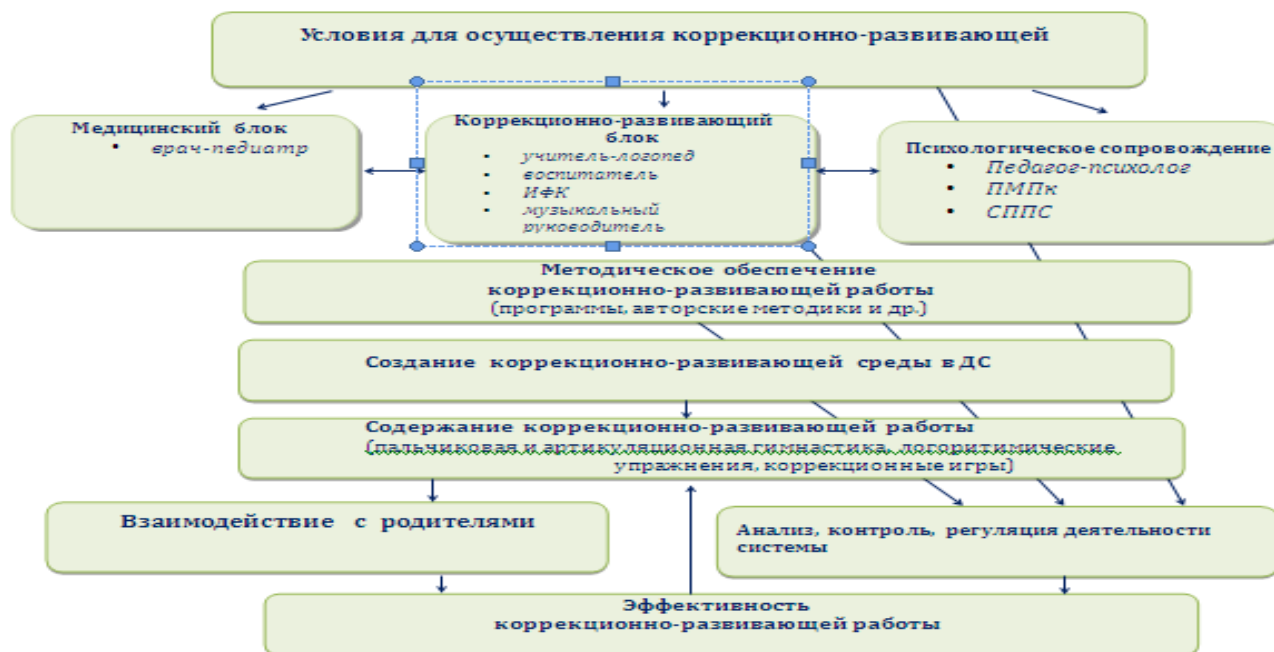 Условия для осуществления коррекционно-развивающей
Медицинский блок
• врач-педиатр
Коррекционно-развивающий
блок
• учитель-логопед
• воспитатель
• ИФК
• музыкальный
руководитель
Психологическое сопровождение
• Педагог-психолог
• ПМПк
• СППС
Методическое обеспечение
коррекционно-развивающей работы
(программы, авторские методики и др.)
Создание коррекционно-развивающей среды в ДС
Содержание коррекционно-развивающей работы
(пальчиковая и артикуляционная гимнастика, логоритимические
упражнения, коррекционные игры)
Взаимодействие с родителями
Анализ, контроль, регуляция деятельности
системы
Эффективность
коррекционно-развивающей работы